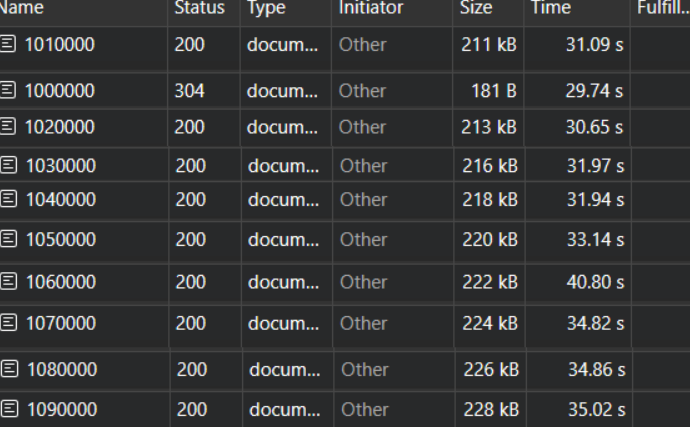 Name Status Type Initiator Size Time Fulfill...
1010000 200 docum... Other 211 kB 31.09 s
1000000 304 docum... Other 181 B 29.74 s
1020000 200 docum... Other 213 kB 30.65 s
1030000 200 docum... Other 216 kB 31.97 s
1040000 200 docum... Other 218 kB 31.94 s
1050000 200 docum... Other 220 kB 33.14 s
1060000 200 docum... Other 222 kB 40.80 s
1070000 200 docum... Other 224 kB 34.82 s
1080000 200 docum... Other 226 kB 34.86 s
1090000 200 docum... Other 228 kB 35.02 s